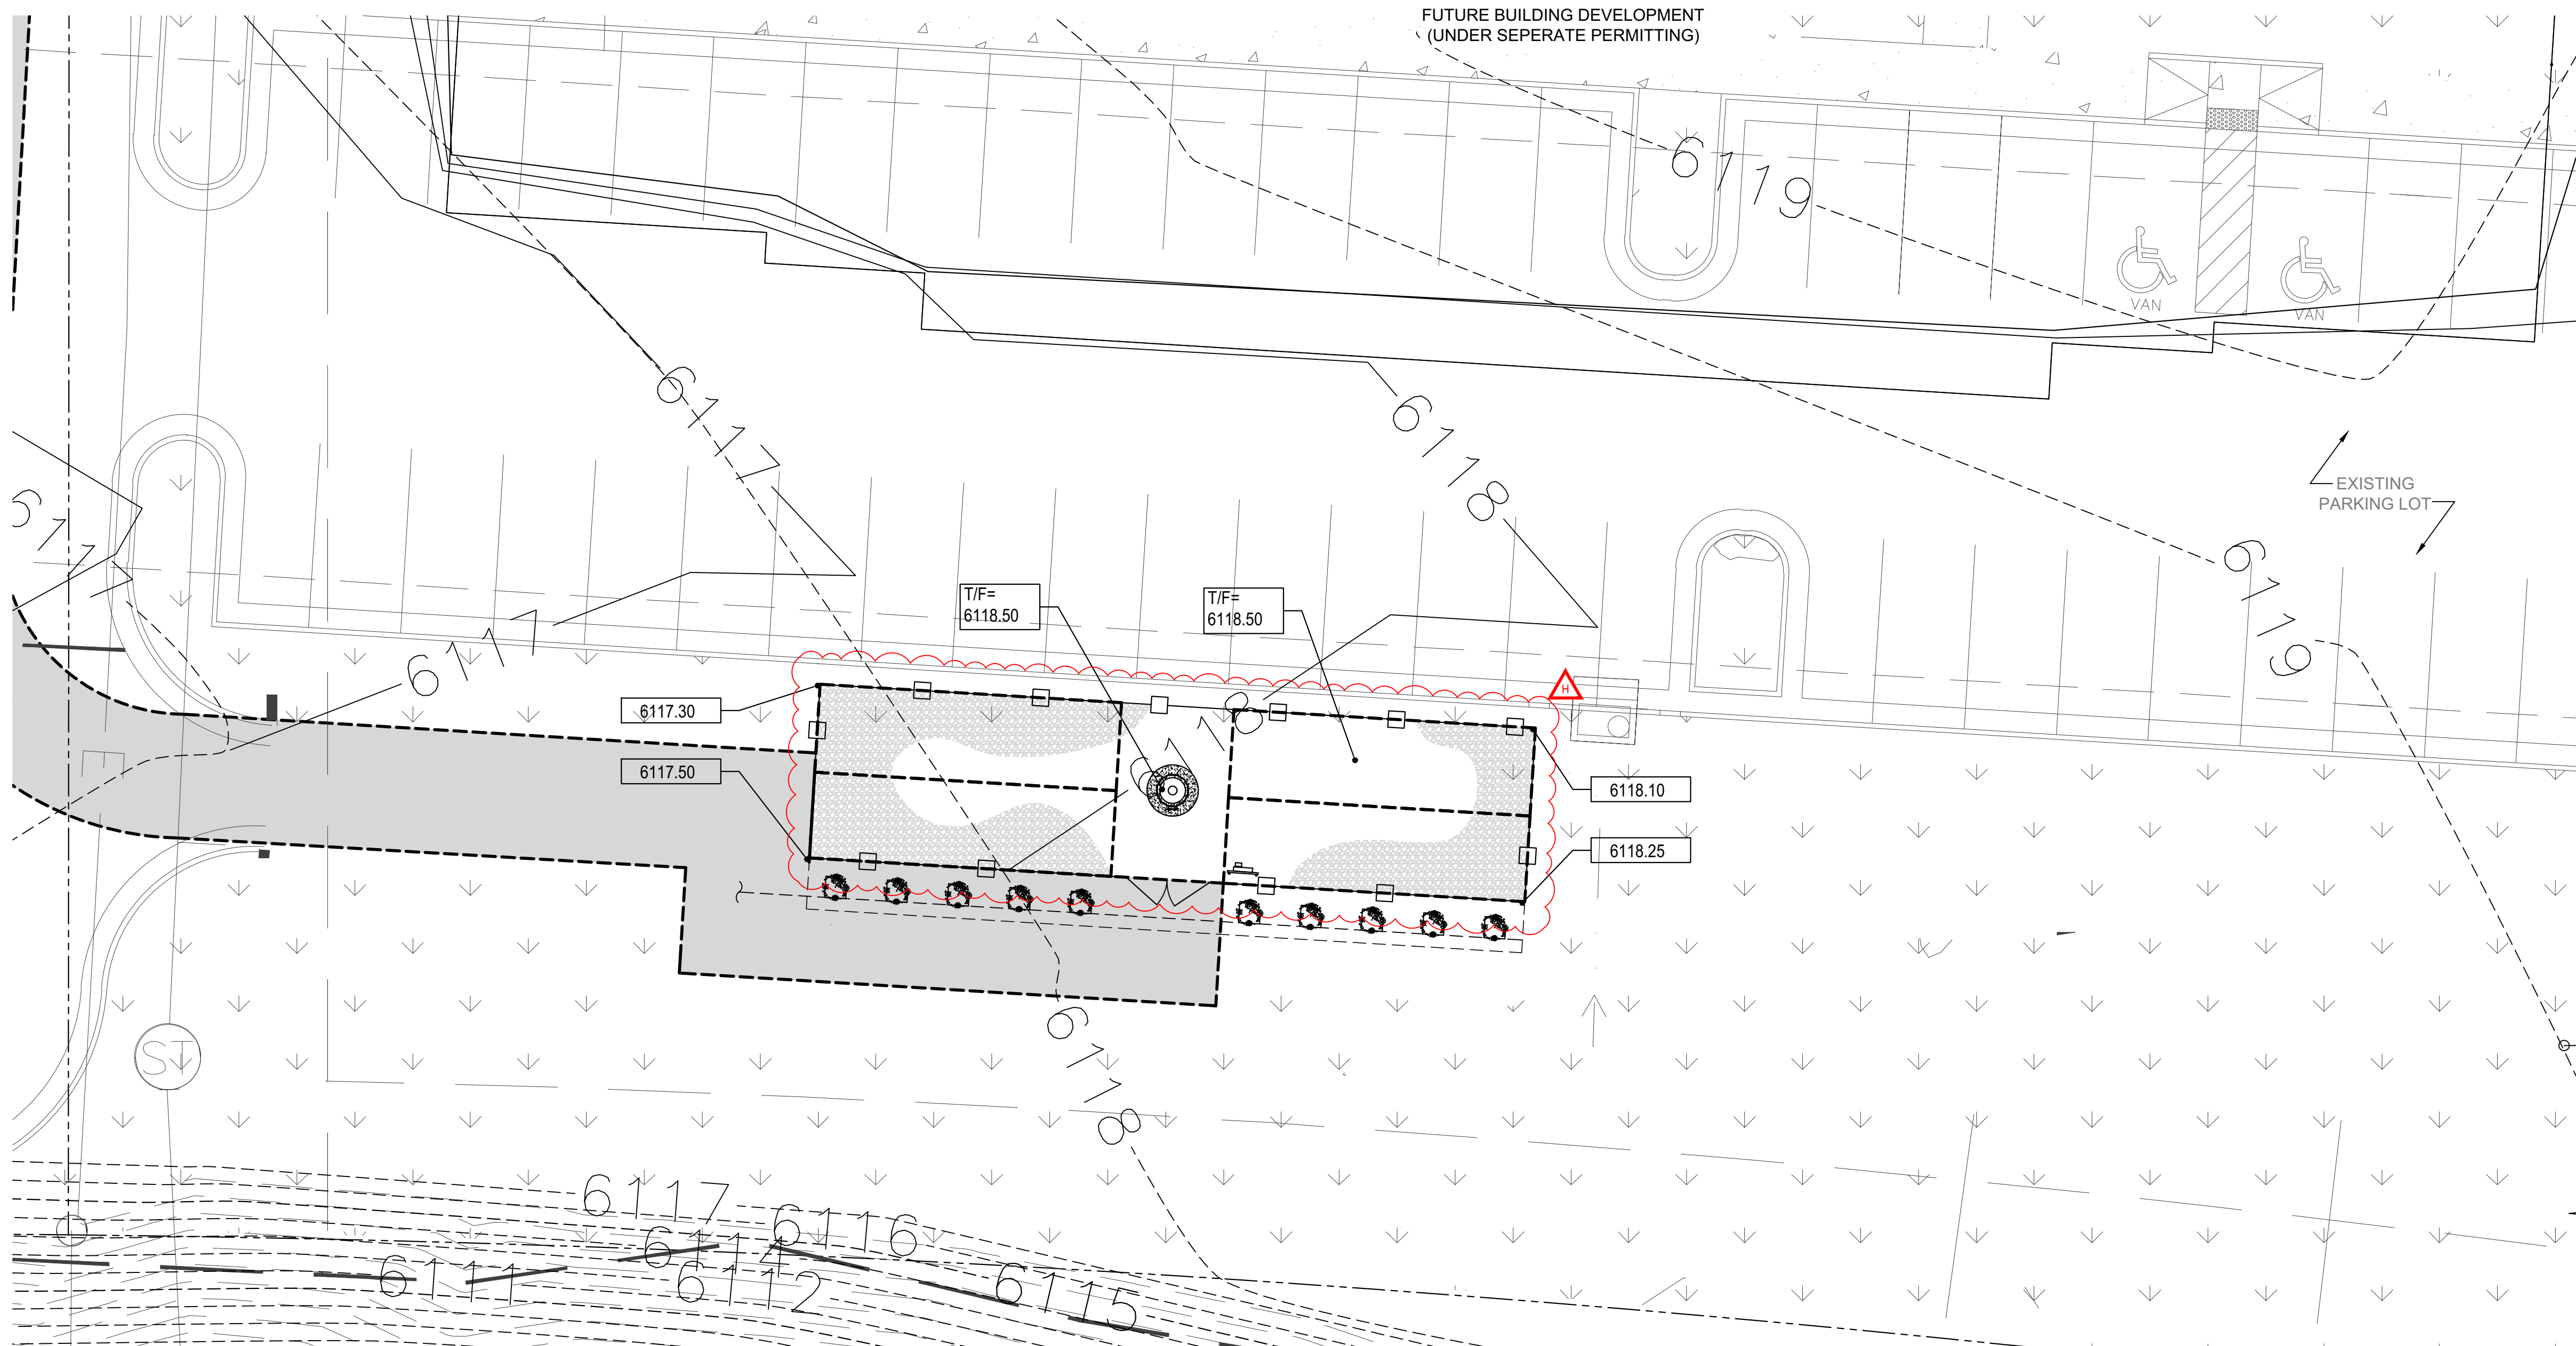 FUTURE BUILDING DEVELOPMENT
(UNDER SEPERATE PERMITTING)
6119
VAN
VAN
6117
6118
EXISTING
PARKING LOT
6119
T/F=
6118.50
T/F=
6118.50
6117
H
6117.30
6118
6117.50
6118.10
6118.25
6118
ST
6117
6116
6114
6111
6112
6115